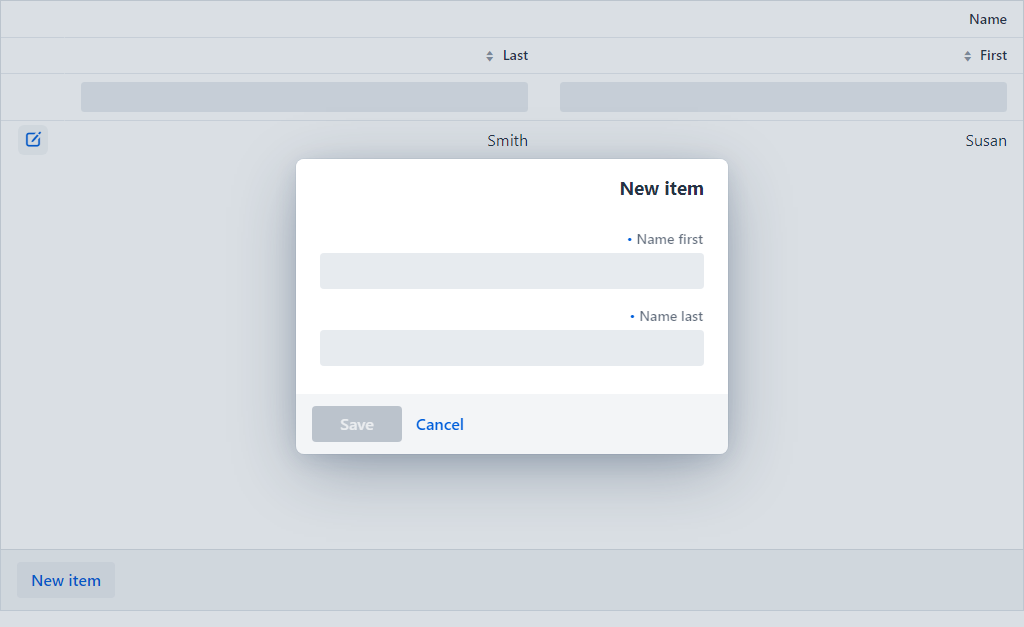 Name
Last
First
Smith
Susan
New item
• Name first
• Name last
Save
Cancel
New item